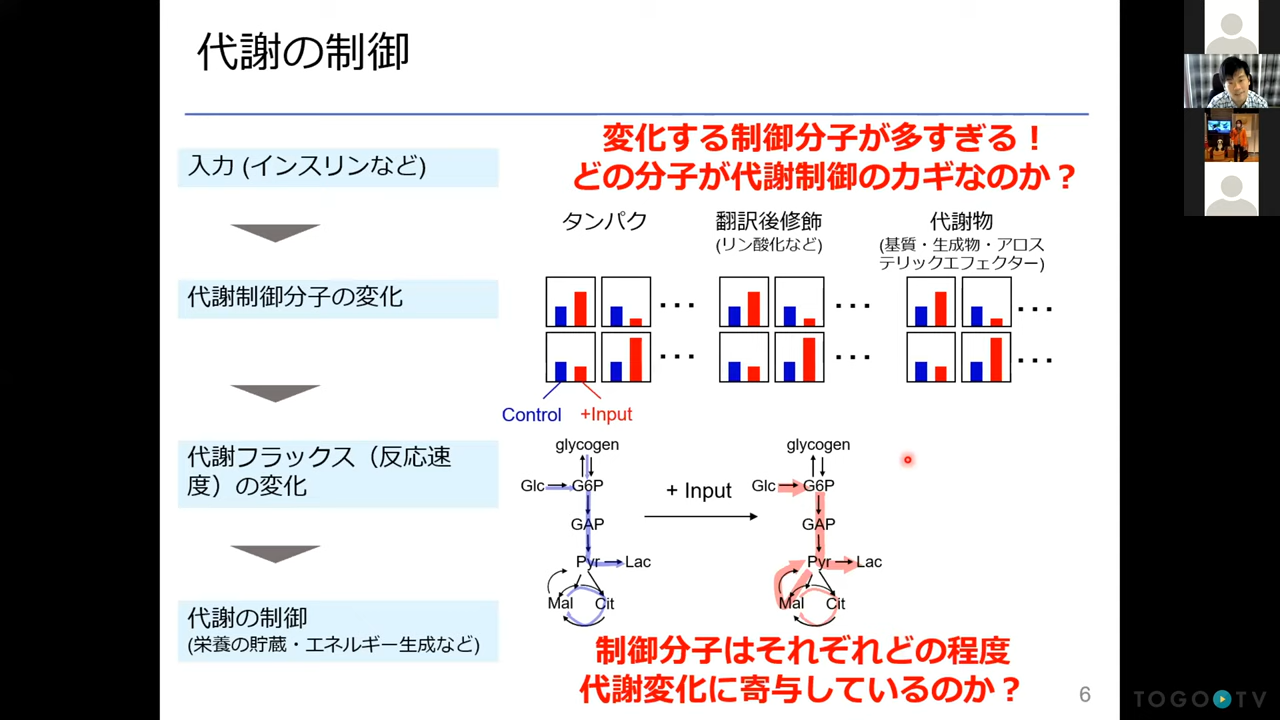 代謝の制御
変化する制御分子が多すぎる！
どの分子が代謝制御のカギなのか？
入力 (インスリンなど)
代謝制御分子の変化
代謝フラックス（反応速
度）の変化
代謝の制御
(栄養の貯蔵・エネルギー生成など)
タンパク
翻訳後修飾
(リン酸化など)
代謝物
(基質・生成物・アロス
テリックエフェクター)
･･･
･･･
･･･
･･･
･･･
･･･
Control
+Input
glycogen
Glc
G6P
GAP
Pyr
Lac
Mal
Cit
+ Input
glycogen
Glc
G6P
GAP
Pyr
Lac
Mal
Cit
制御分子はそれぞれどの程度
代謝変化に寄与しているのか？
6
TOGO TV